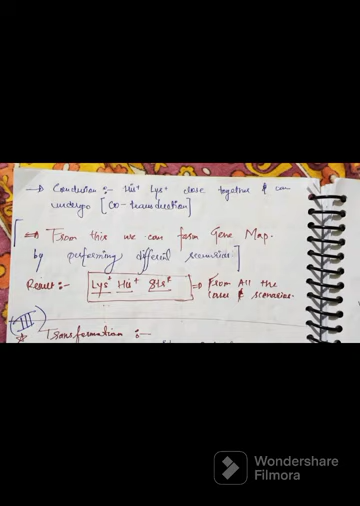 → Conclusion :- His+ Lys+ close together & can
undergo [Co-transduction]
⇒ From this we can form Gene Map.
by performing different scenarios.
Result :- Lys+ His+ Str^R ⇒ From All the
cases & scenarios.
III
* Transformation :-
Wondershare
Filmora